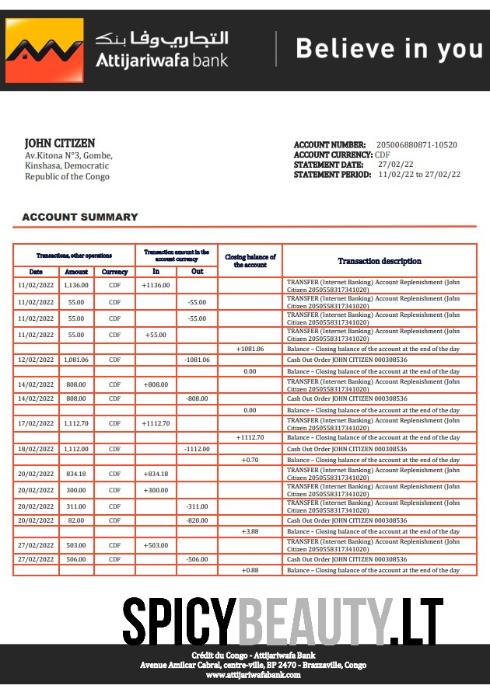 التجاري وفا بنك
Attijariwafa bank
Believe in you
JOHN CITIZEN
Av.Kitona N°3, Gombe,
Kinshasa, Democratic
Republic of the Congo
ACCOUNT NUMBER: 205006880871-10520
ACCOUNT CURRENCY: CDF
STATEMENT DATE: 27/02/22
STATEMENT PERIOD: 11/02/22 to 27/02/22
ACCOUNT SUMMARY
Transactions, other operations
Transaction amount in the account currency
Closing balance of the account
Transaction description
Date Amount Currency In Out
11/02/2022 1,136.00 CDF +1136.00 TRANSFER (Internet Banking) Account Replenishment (John
Citizen 2050558317341020)
11/02/2022 55.00 CDF -55.00 TRANSFER (Internet Banking) Account Replenishment (John
Citizen 2050558317341020)
11/02/2022 55.00 CDF -55.00 TRANSFER (Internet Banking) Account Replenishment (John
Citizen 2050558317341020)
11/02/2022 55.00 CDF +55.00 TRANSFER (Internet Banking) Account Replenishment (John
Citizen 2050558317341020)
+1081.06 Balance – Closing balance of the account at the end of the day
12/02/2022 1,081.06 CDF -1081.06 Cash Out Order JOHN CITIZEN 000308536
0.00 Balance – Closing balance of the account at the end of the day
14/02/2022 808.00 CDF +808.00 TRANSFER (Internet Banking) Account Replenishment (John
Citizen 2050558317341020)
14/02/2022 808.00 CDF -808.00 Cash Out Order JOHN CITIZEN 000308536
0.00 Balance – Closing balance of the account at the end of the day
17/02/2022 1,112.70 CDF +1112.70 TRANSFER (Internet Banking) Account Replenishment (John
Citizen 2050558317341020)
+1112.70 Balance – Closing balance of the account at the end of the day
18/02/2022 1,112.00 CDF -1112.00 Cash Out Order JOHN CITIZEN 000308536
+0.70 Balance – Closing balance of the account at the end of the day
20/02/2022 834.18 CDF +834.18 TRANSFER (Internet Banking) Account Replenishment (John
Citizen 2050558317341020)
20/02/2022 300.00 CDF +300.00 TRANSFER (Internet Banking) Account Replenishment (John
Citizen 2050558317341020)
20/02/2022 311.00 CDF -311.00 TRANSFER (Internet Banking) Account Replenishment (John
Citizen 2050558317341020)
20/02/2022 82.00 CDF -820.00 Cash Out Order JOHN CITIZEN 000308536
+3.88 Balance – Closing balance of the account at the end of the day
27/02/2022 503.00 CDF +503.00 TRANSFER (Internet Banking) Account Replenishment (John
Citizen 2050558317341020)
27/02/2022 506.00 CDF -506.00 Cash Out Order JOHN CITIZEN 000308536
+0.88 Balance – Closing balance of the account at the end of the day
SPICYBEAUTY.LT
Crédit du Congo - Attijariwafa Bank
Avenue Amilcar Cabral, centre-ville, BP 2470 - Brazzaville, Congo
www.attijariwafabank.com